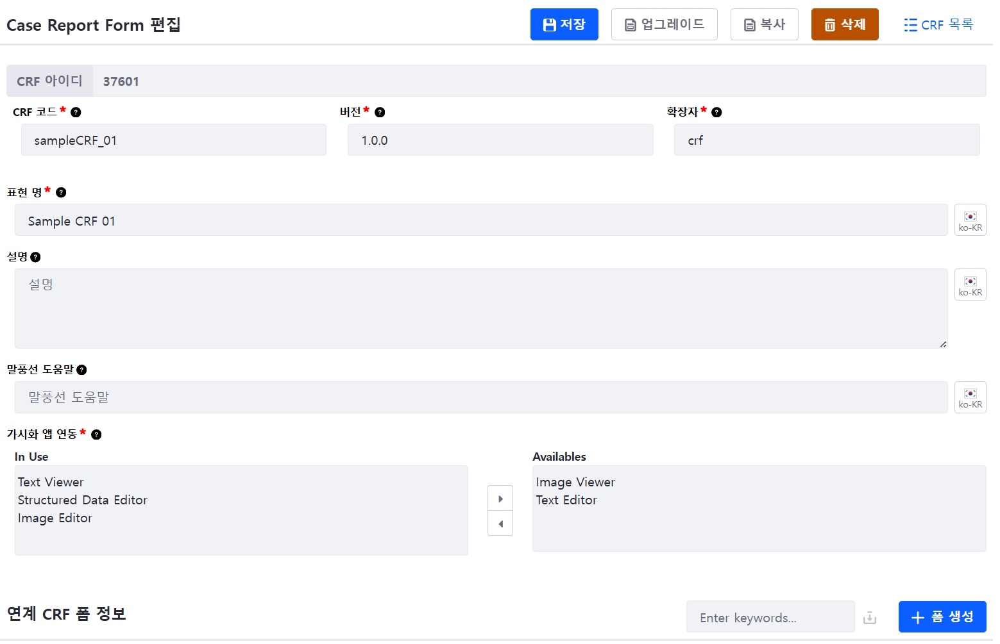 Case Report Form 편집
저장
업그레이드
복사
삭제
CRF 목록
CRF 아이디
37601
CRF 코드* ?
버전* ?
확장자* ?
sampleCRF_01
1.0.0
crf
표현 명* ?
Sample CRF 01
ko-KR
설명 ?
설명
ko-KR
말풍선 도움말 ?
말풍선 도움말
ko-KR
가시화 앱 연동* ?
In Use
Availables
Text Viewer
Structured Data Editor
Image Editor
Image Viewer
Text Editor
연계 CRF 폼 정보
Enter keywords...
폼 생성